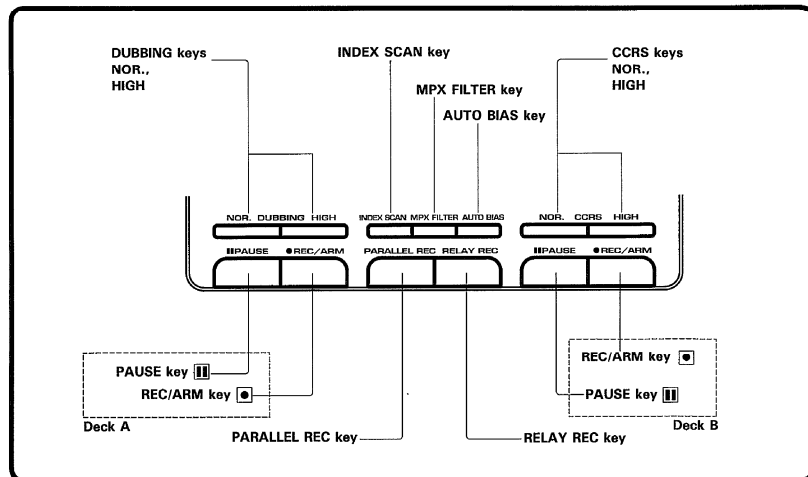 DUBBING keys
NOR.,
HIGH
INDEX SCAN key
MPX FILTER key
AUTO BIAS key
CCRS keys
NOR.,
HIGH
NOR. DUBBING HIGH
INDEX SCAN MPX FILTER AUTO BIAS
NOR. CCRS HIGH
PAUSE ●REC/ARM
PARALLEL REC RELAY REC
PAUSE ●REC/ARM
PAUSE key
REC/ARM key
Deck A
REC/ARM key
PAUSE key
Deck B
PARALLEL REC key
RELAY REC key